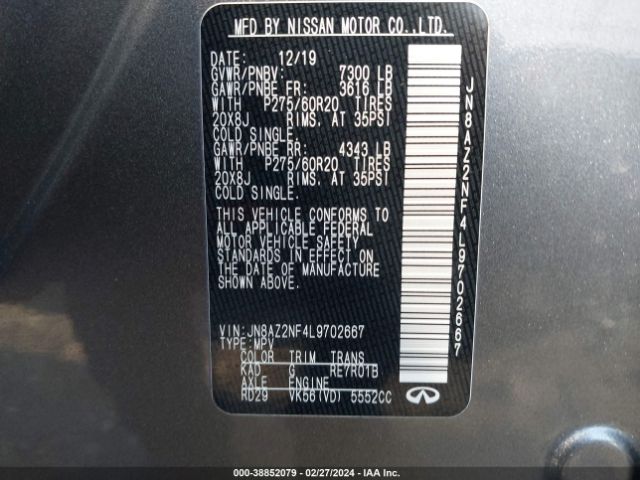 MFD BY NISSAN MOTOR CO.,LTD.
DATE: 12/19
GVWR/PNBV: 7300 LB
GAWR/PNBE FR: 3616 LB
WITH P275/60R20 TIRES
20X8J RIMS. AT 35PSI
COLD SINGLE.
GAWR/PNBE RR: 4343 LB
WITH P275/60R20 TIRES
20X8J RIMS. AT 35PSI
COLD SINGLE.
THIS VEHICLE CONFORMS TO
ALL APPLICABLE FEDERAL
MOTOR VEHICLE SAFETY
STANDARDS IN EFFECT ON
THE DATE OF MANUFACTURE
SHOWN ABOVE.
VIN:JN8AZ2NF4L9702667
TYPE:MPV
COLOR TRIM TRANS
KAD G RE7R01B
AXLE ENGINE
RD29 VK56(VD) 5552CC
JN8AZ2NF4L9702667
000-38852079 - 02/27/2024 - IAA Inc.